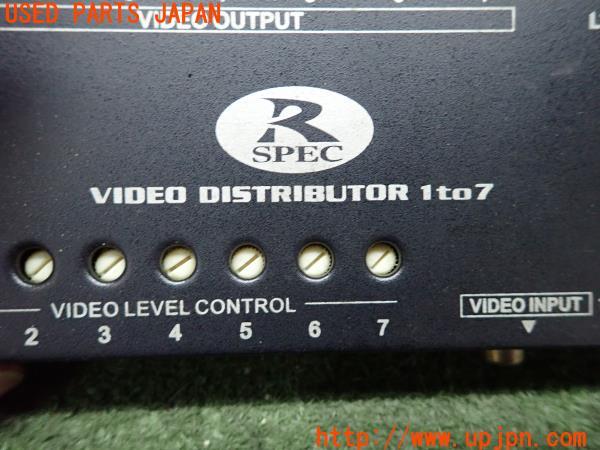 USED PARTS JAPAN
VIDEO OUTPUT
R
SPEC
VIDEO DISTRIBUTOR 1to7
VIDEO LEVEL CONTROL
VIDEO INPUT
2 3 4 5 6 7
http://www.upjpn.com/